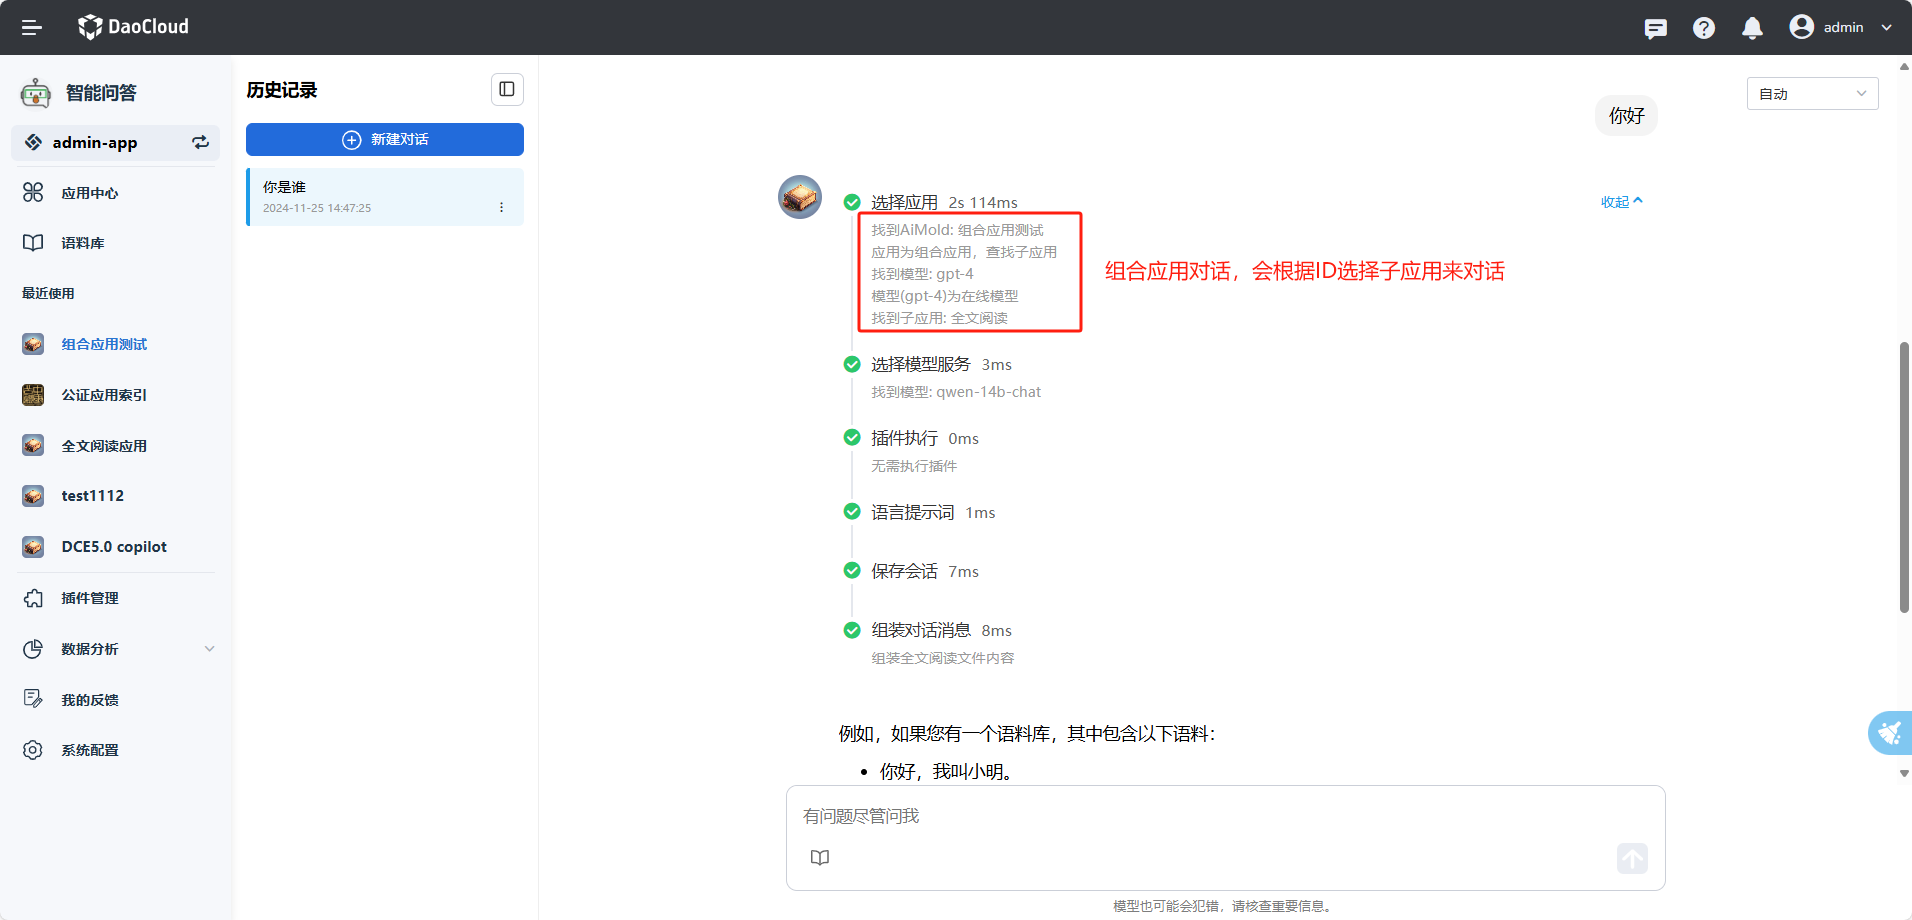 DaoCloud
admin
智能问答
admin-app
应用中心
语料库
最近使用
组合应用测试
公证应用索引
全文阅读应用
test1112
DCE5.0 copilot
插件管理
数据分析
我的反馈
系统配置
历史记录
新建对话
你是谁
2024-11-25 14:47:25
自动
你好
选择应用 2s 114ms
收起
找到AiMold: 组合应用测试
应用为组合应用，查找子应用
找到模型: gpt-4
模型(gpt-4)为在线模型
找到子应用: 全文阅读
组合应用对话，会根据ID选择子应用来对话
选择模型服务 3ms
找到模型: qwen-14b-chat
插件执行 0ms
无需执行插件
语言提示词 1ms
保存会话 7ms
组装对话消息 8ms
组装全文阅读文件内容
例如，如果您有一个语料库，其中包含以下语料：
• 你好，我叫小明。
有问题尽管问我
模型也可能会犯错，请核查重要信息。